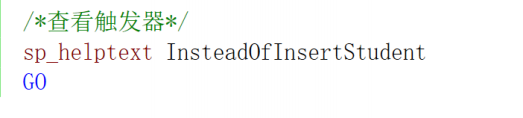 /*查看触发器*/
sp_helptext InsteadOfInsertStudent
GO